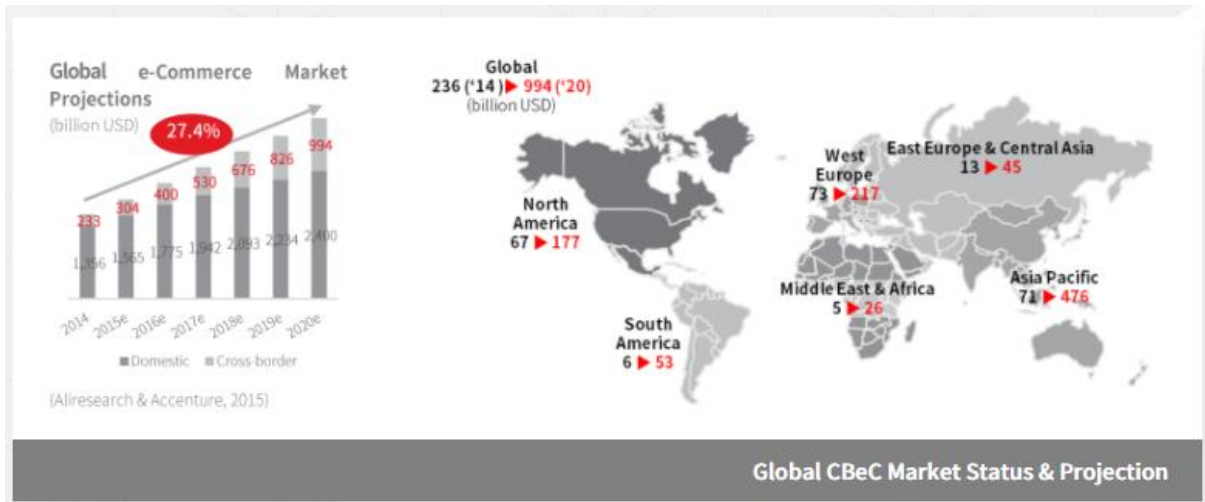 Global e-Commerce Market
Projections
(billion USD)
27.4%
233
304
400
530
676
826
994
1,356
1,565
1,775
1,942
2,093
2,234
2,400
2014
2015e
2016e
2017e
2018e
2019e
2020e
Domestic Cross-border
(Aliresearch & Accenture, 2015)
Global
236 ('14) ▶ 994 ('20)
(billion USD)
North
America
67 ▶ 177
South
America
6 ▶ 53
West
Europe
73 ▶ 217
East Europe & Central Asia
13 ▶ 45
Middle East & Africa
5 ▶ 26
Asia Pacific
71 ▶ 476
Global CBeC Market Status & Projection